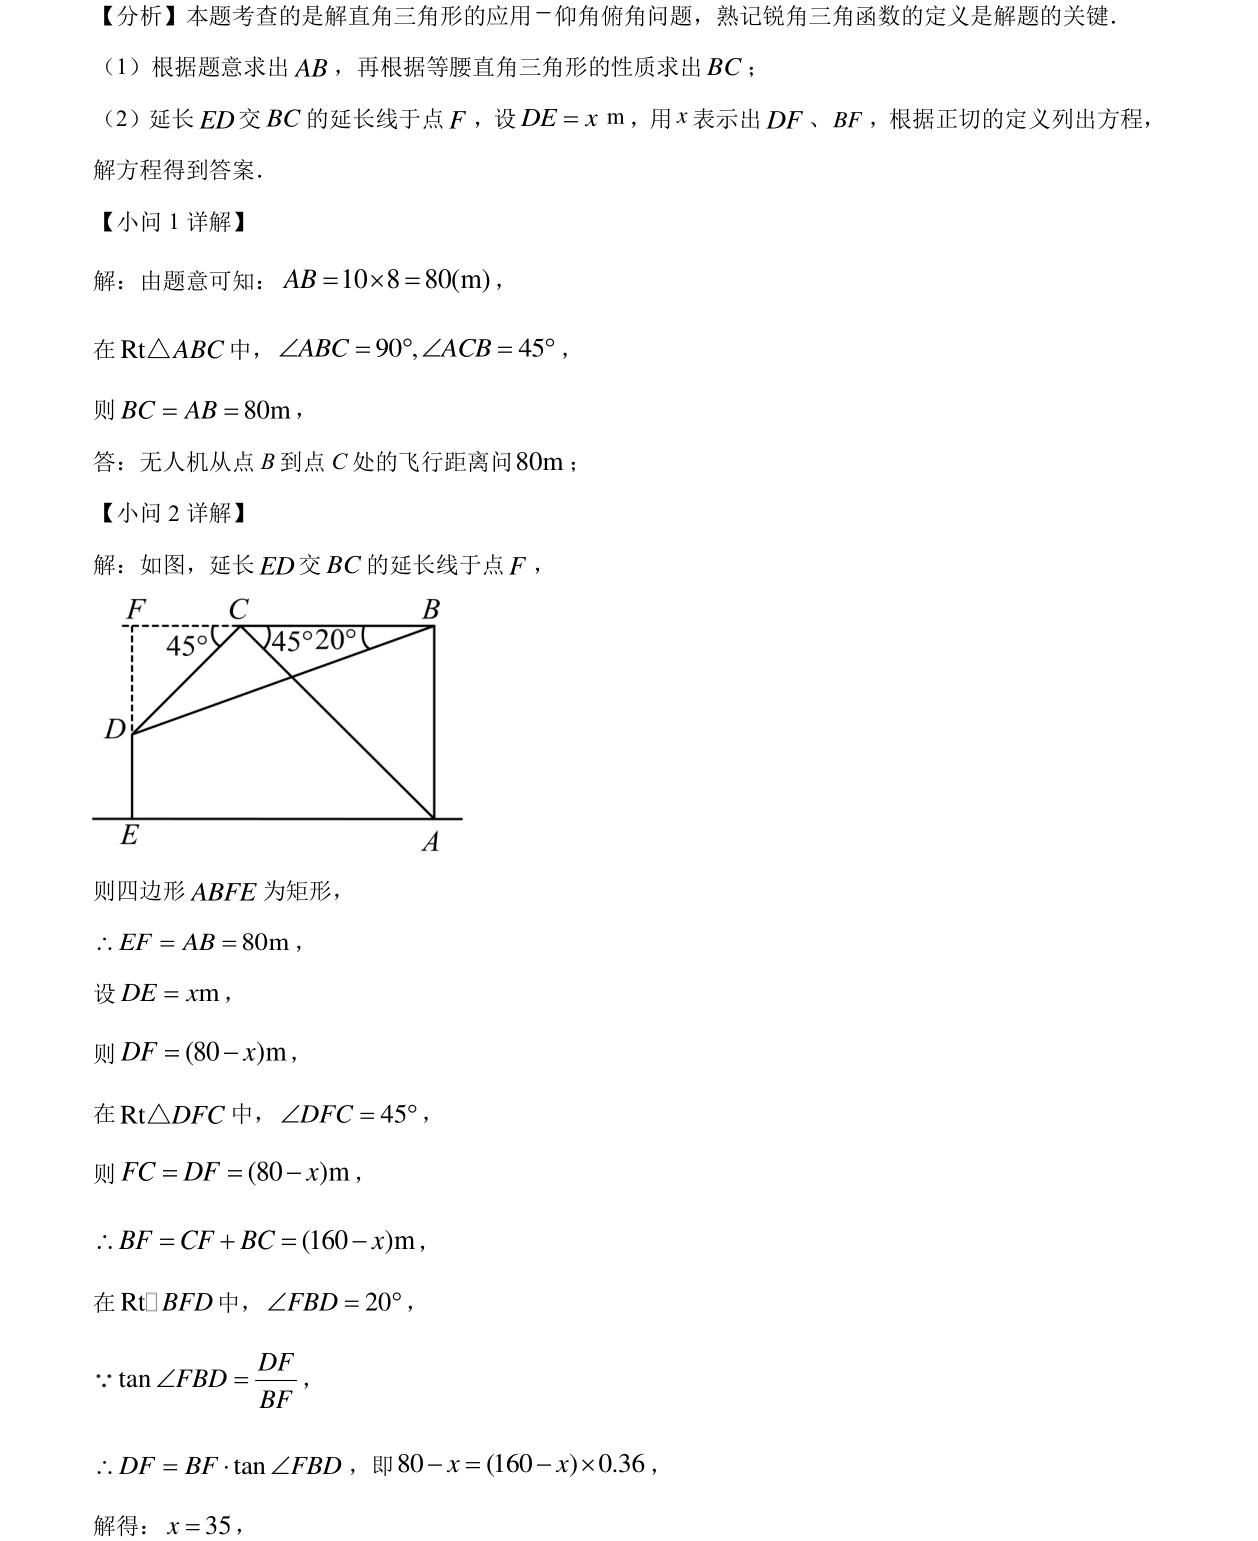 【分析】本题考查的是解直角三角形的应用－仰角俯角问题，熟记锐角三角函数的定义是解题的关键．
（1）根据题意求出 AB，再根据等腰直角三角形的性质求出 BC；
（2）延长 ED 交 BC 的延长线于点 F，设 DE = x m，用 x 表示出 DF、BF，根据正切的定义列出方程，
解方程得到答案．
【小问 1 详解】
解：由题意可知： AB = 10×8 = 80(m)，
在 Rt△ABC 中，∠ABC = 90°, ∠ACB = 45°，
则 BC = AB = 80m，
答：无人机从点 B 到点 C 处的飞行距离问 80m；
【小问 2 详解】
解：如图，延长 ED 交 BC 的延长线于点 F，
F C B
45° 45° 20°
D
E A
则四边形 ABFE 为矩形，
∴EF = AB = 80m，
设 DE = xm，
则 DF = (80 − x)m，
在 Rt△DFC 中，∠DFC = 45°，
则 FC = DF = (80 − x)m，
∴BF = CF + BC = (160 − x)m，
在 Rt□BFD 中，∠FBD = 20°，
∵ tan ∠FBD = DF/BF，
∴DF = BF · tan ∠FBD，即 80 − x = (160 − x)×0.36，
解得： x = 35，